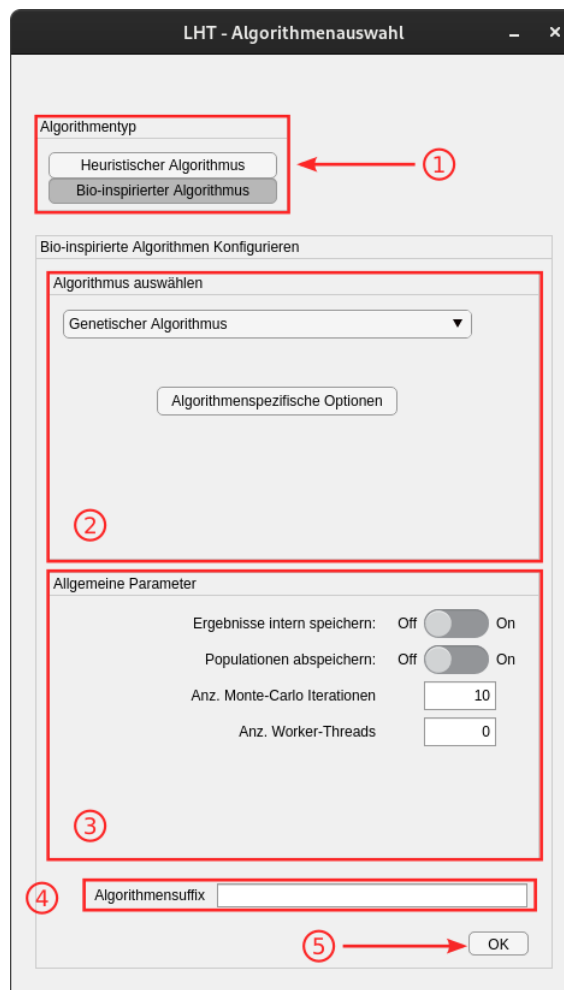 LHT - Algorithmenauswahl
Algorithmentyp
Heuristischer Algorithmus
Bio-inspirierter Algorithmus
1
Bio-inspirierte Algorithmen Konfigurieren
Algorithmus auswählen
Genetischer Algorithmus
Algorithmenspezifische Optionen
2
Allgemeine Parameter
Ergebnisse intern speichern: Off On
Populationen abspeichern: Off On
Anz. Monte-Carlo Iterationen 10
Anz. Worker-Threads 0
3
4 Algorithmensuffix
5 OK